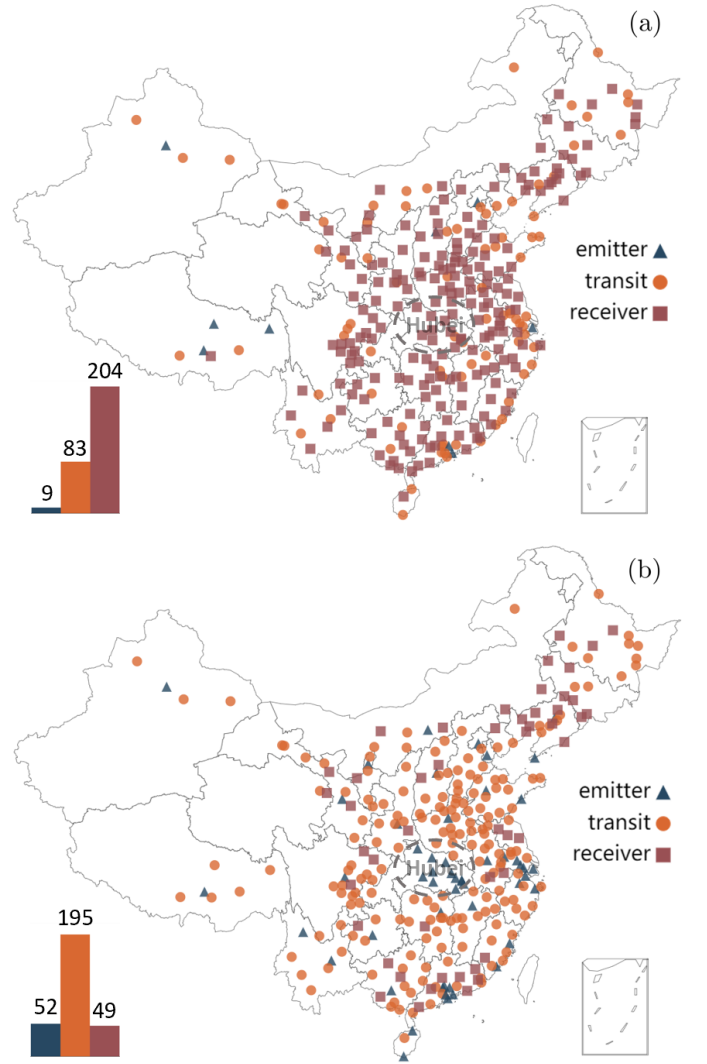 (a)
emitter
transit
receiver
Hubei
204
83
9
(b)
emitter
transit
receiver
Hubei
195
52
49